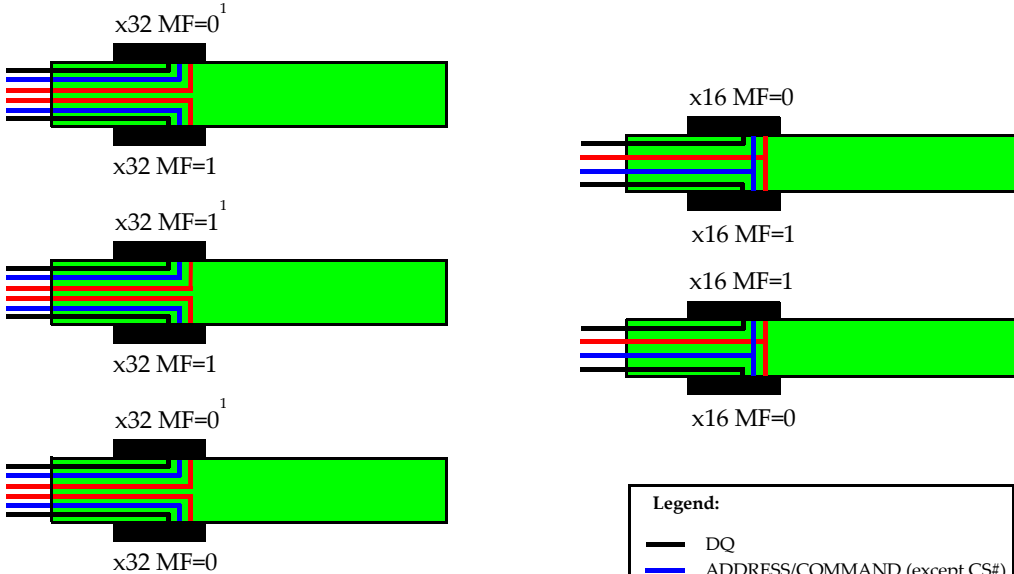 x32 MF=0¹
x32 MF=1
x32 MF=1¹
x32 MF=1
x32 MF=0¹
x32 MF=0
x16 MF=0
x16 MF=1
x16 MF=1
x16 MF=0
Legend:
DQ
ADDRESS/COMMAND (except CS#)